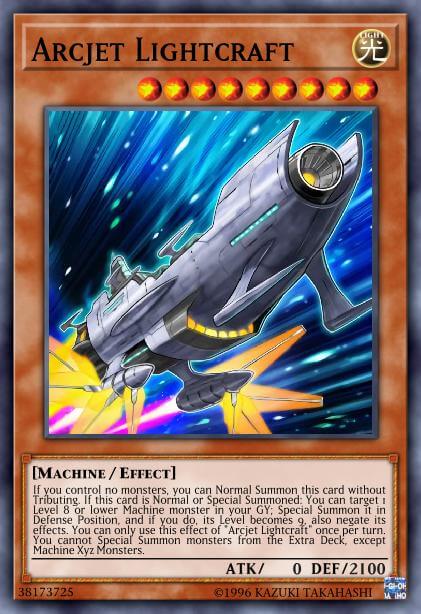 ARCJET LIGHTCRAFT
LIGHT
光
[MACHINE / EFFECT]
If you control no monsters, you can Normal Summon this card without
Tributing. If this card is Normal or Special Summoned: You can target 1
Level 8 or lower Machine monster in your GY; Special Summon it in
Defense Position, and if you do, its Level becomes 9, also negate its
effects. You can only use this effect of "Arcjet Lightcraft" once per turn.
You cannot Special Summon monsters from the Extra Deck, except
Machine Xyz Monsters.
ATK/ 0 DEF/2100
38173725
©1996 KAZUKI TAKAHASHI